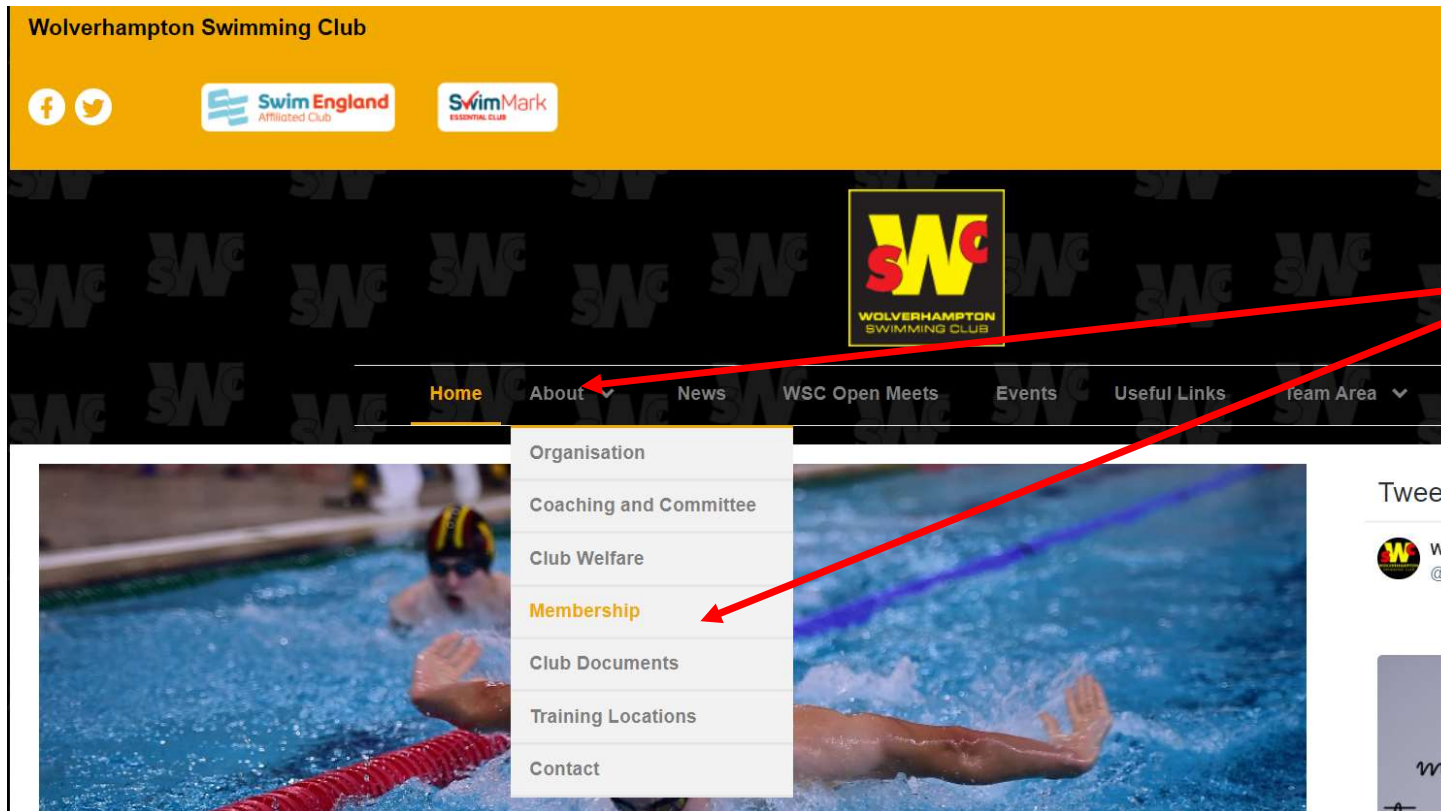 Wolverhampton Swimming Club
Swim England
Affiliated Club
SwimMark
ESSENTIAL CLUB
SWC
WOLVERHAMPTON
SWIMMING CLUB
Home About News WSC Open Meets Events Useful Links Team Area
Organisation
Coaching and Committee
Club Welfare
Membership
Club Documents
Training Locations
Contact
Twee
W
@